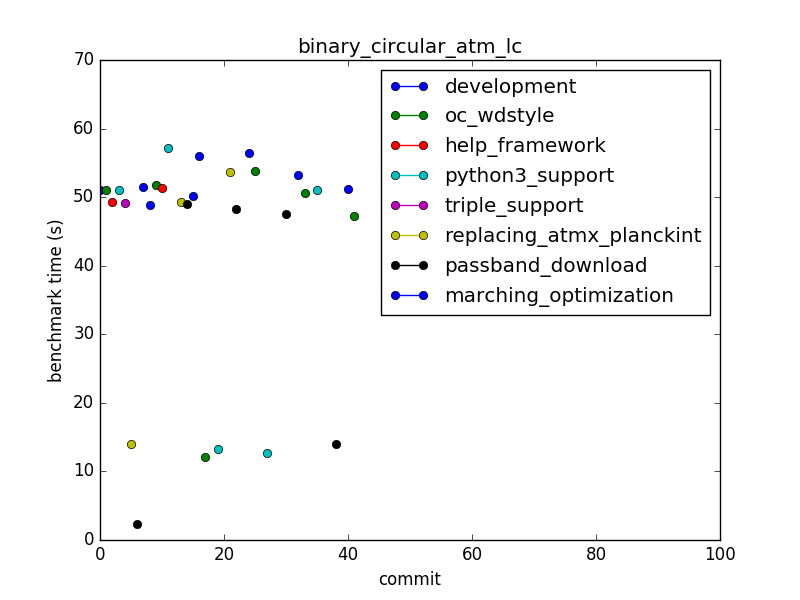 binary_circular_atm_lc
70
60
50
40
30
20
10
0
benchmark time (s)
development
oc_wdstyle
help_framework
python3_support
triple_support
replacing_atmx_planckint
passband_download
marching_optimization
0 20 40 60 80 100
commit